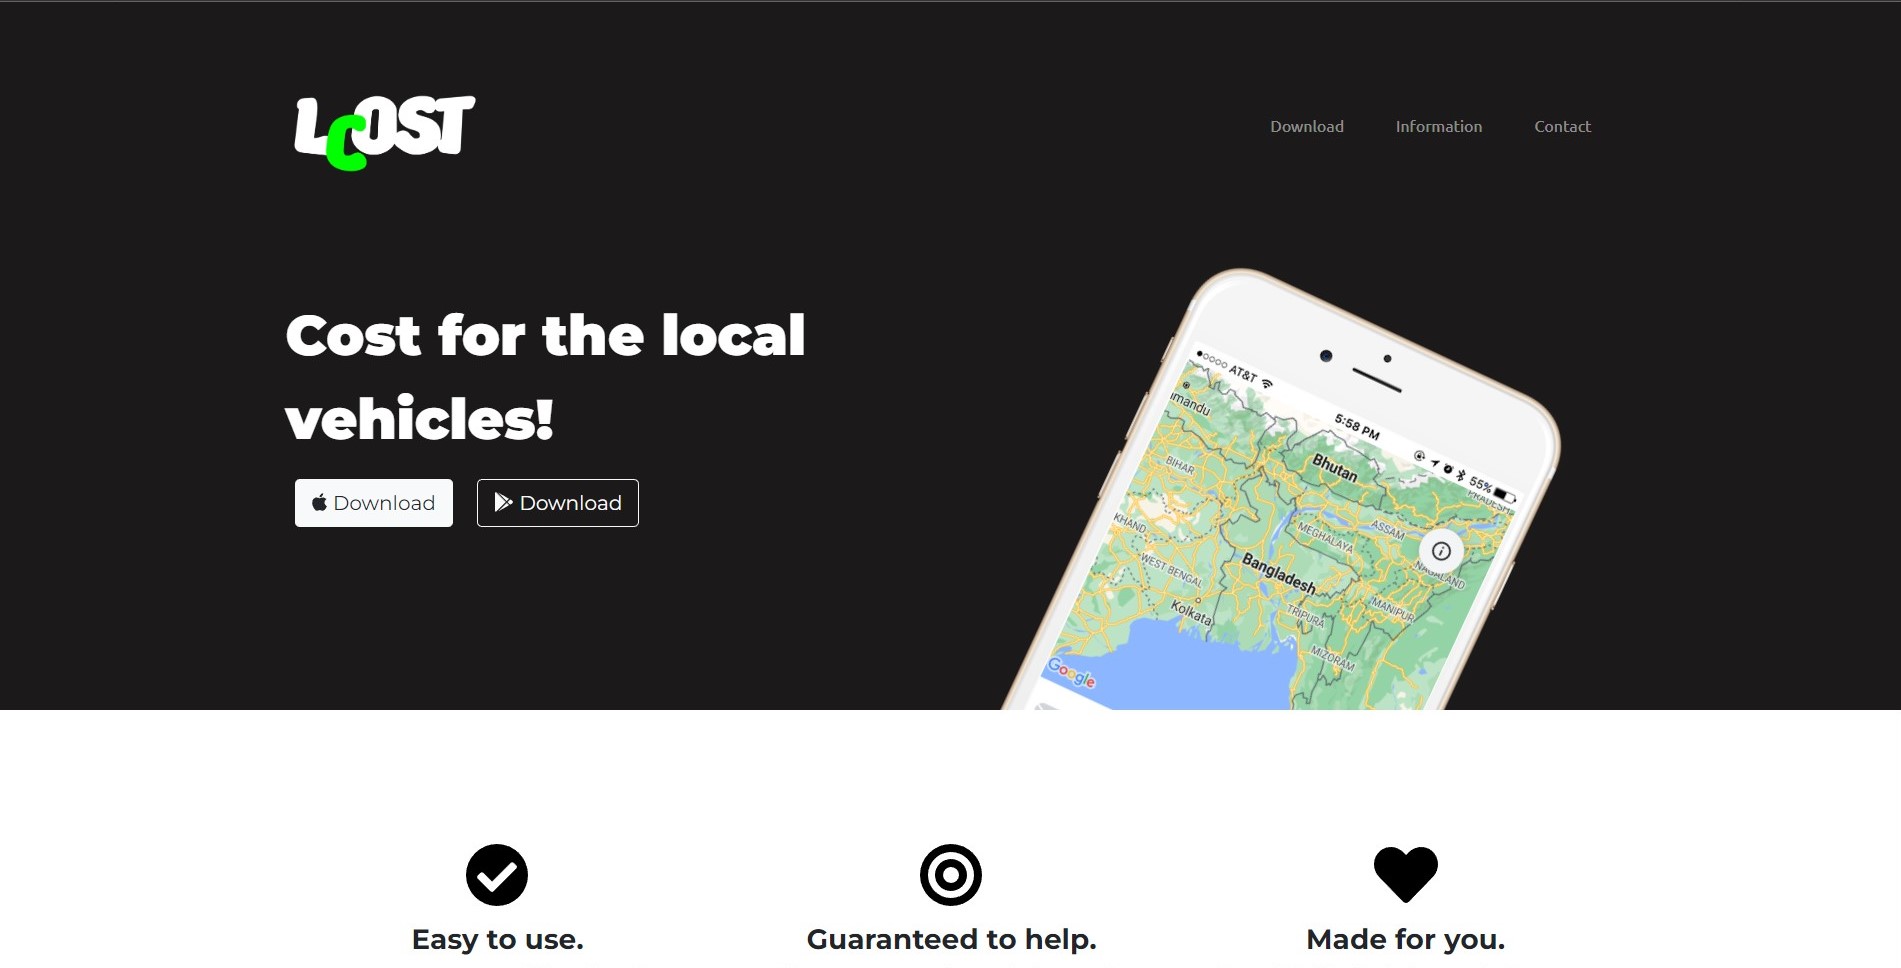 LCOST
Download
Information
Contact
Cost for the local
vehicles!
Download
Download
AT&T
5:58 PM
55%
imandu
Bhutan
PRADESH
BIHAR
ASSAM
KHAND
MEGHALAYA
NAGALAND
WEST BENGAL
Bangladesh
MANIPUR
Kolkata
TRIPURA
MIZORAM
Google
Easy to use.
Guaranteed to help.
Made for you.